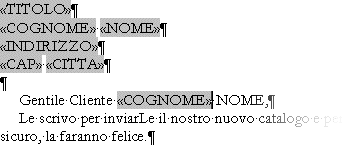 «TITOLO»¶
«COGNOME»·«NOME»¶
«INDIRIZZO»¶
«CAP»·«CITTA»¶
¶
Gentile·Cliente·«COGNOME»·NOME,¶
Le·scrivo·per·inviarLe·il·nostro·nuovo·catalogo·e·
sicuro,·la·faranno·felice.¶